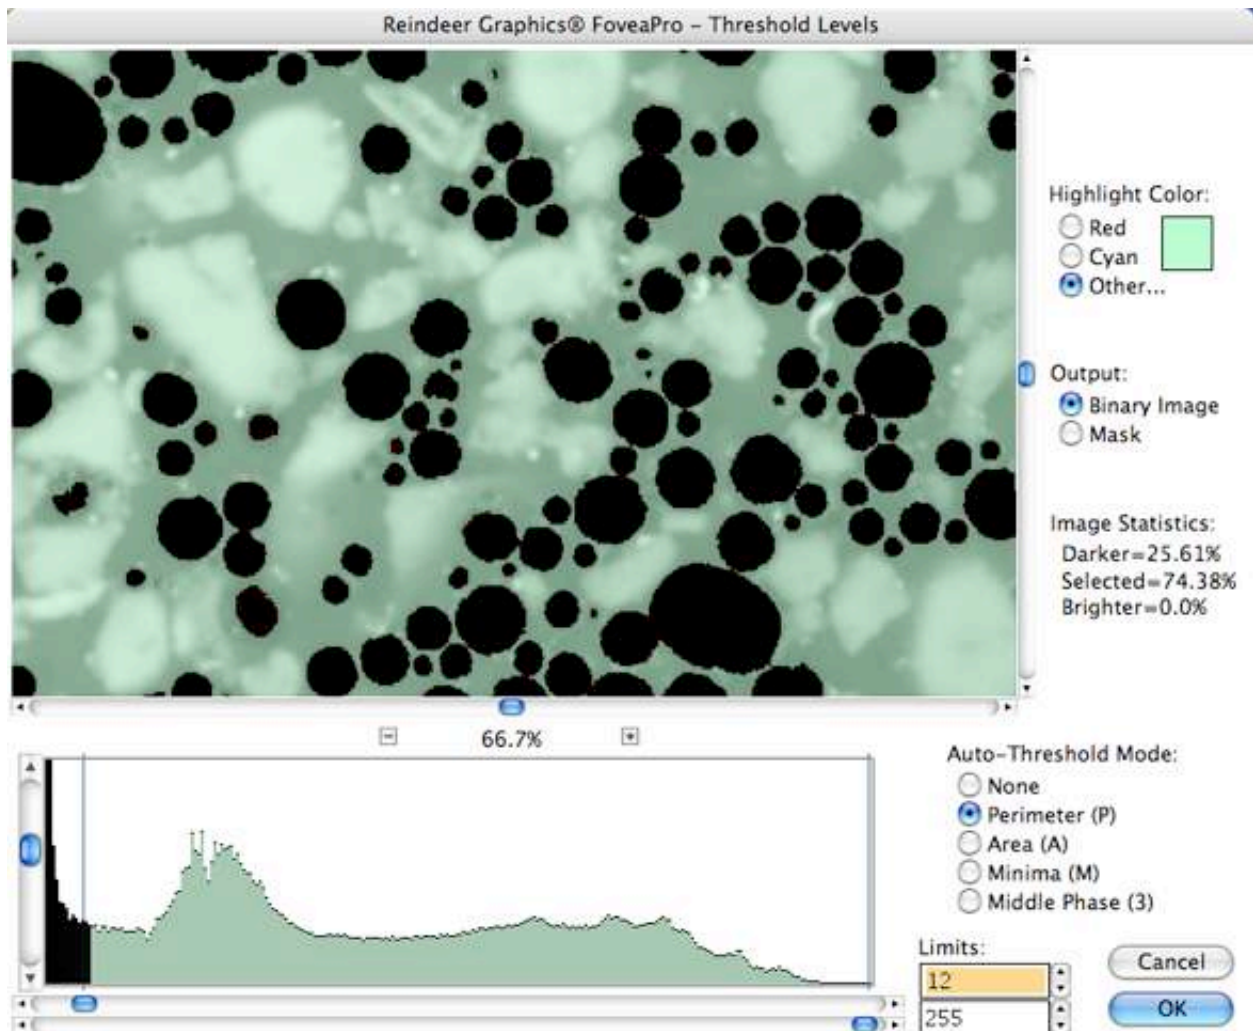 Reindeer Graphics® FoveaPro - Threshold Levels
Highlight Color:
Red
Cyan
Other...
Output:
Binary Image
Mask
Image Statistics:
Darker=25.61%
Selected=74.38%
Brighter=0.0%
66.7%
Auto-Threshold Mode:
None
Perimeter (P)
Area (A)
Minima (M)
Middle Phase (3)
Limits:
12
255
Cancel
OK